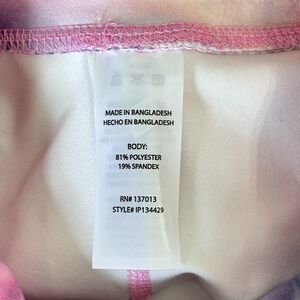 MADE IN BANGLADESH
HECHO EN BANGLADESH
BODY:
81% POLYESTER
19% SPANDEX
RN# 137013
STYLE# IP134429